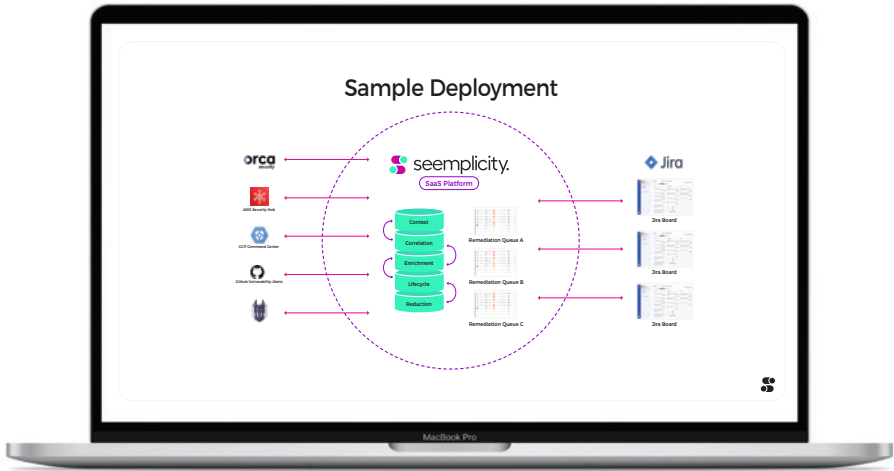 Sample Deployment
orca
security
AWS Security Hub
GCP Command Center
Github Vulnerability Alerts
seemplicity.
SaaS Platform
Context
Correlation
Enrichment
Lifecycle
Reduction
Remediation Queue A
Remediation Queue B
Remediation Queue C
Jira
Jira Board
Jira Board
Jira Board
MacBook Pro